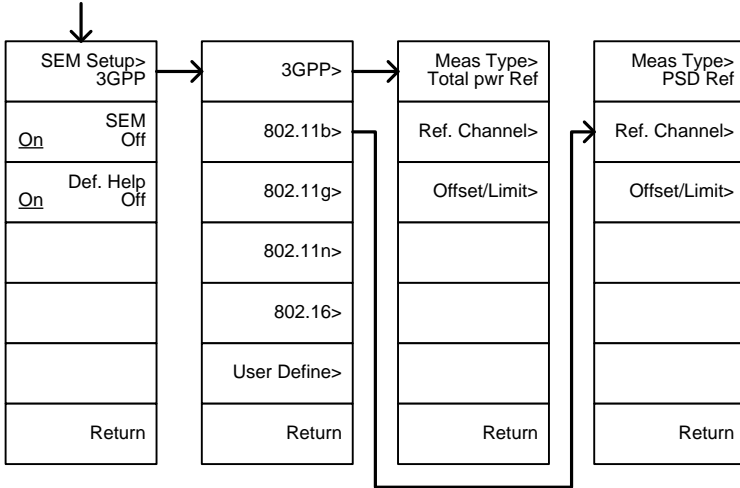 SEM Setup>
3GPP
SEM
On Off
Def. Help
On Off
Return
3GPP>
802.11b>
802.11g>
802.11n>
802.16>
User Define>
Return
Meas Type>
Total pwr Ref
Ref. Channel>
Offset/Limit>
Return
Meas Type>
PSD Ref
Ref. Channel>
Offset/Limit>
Return